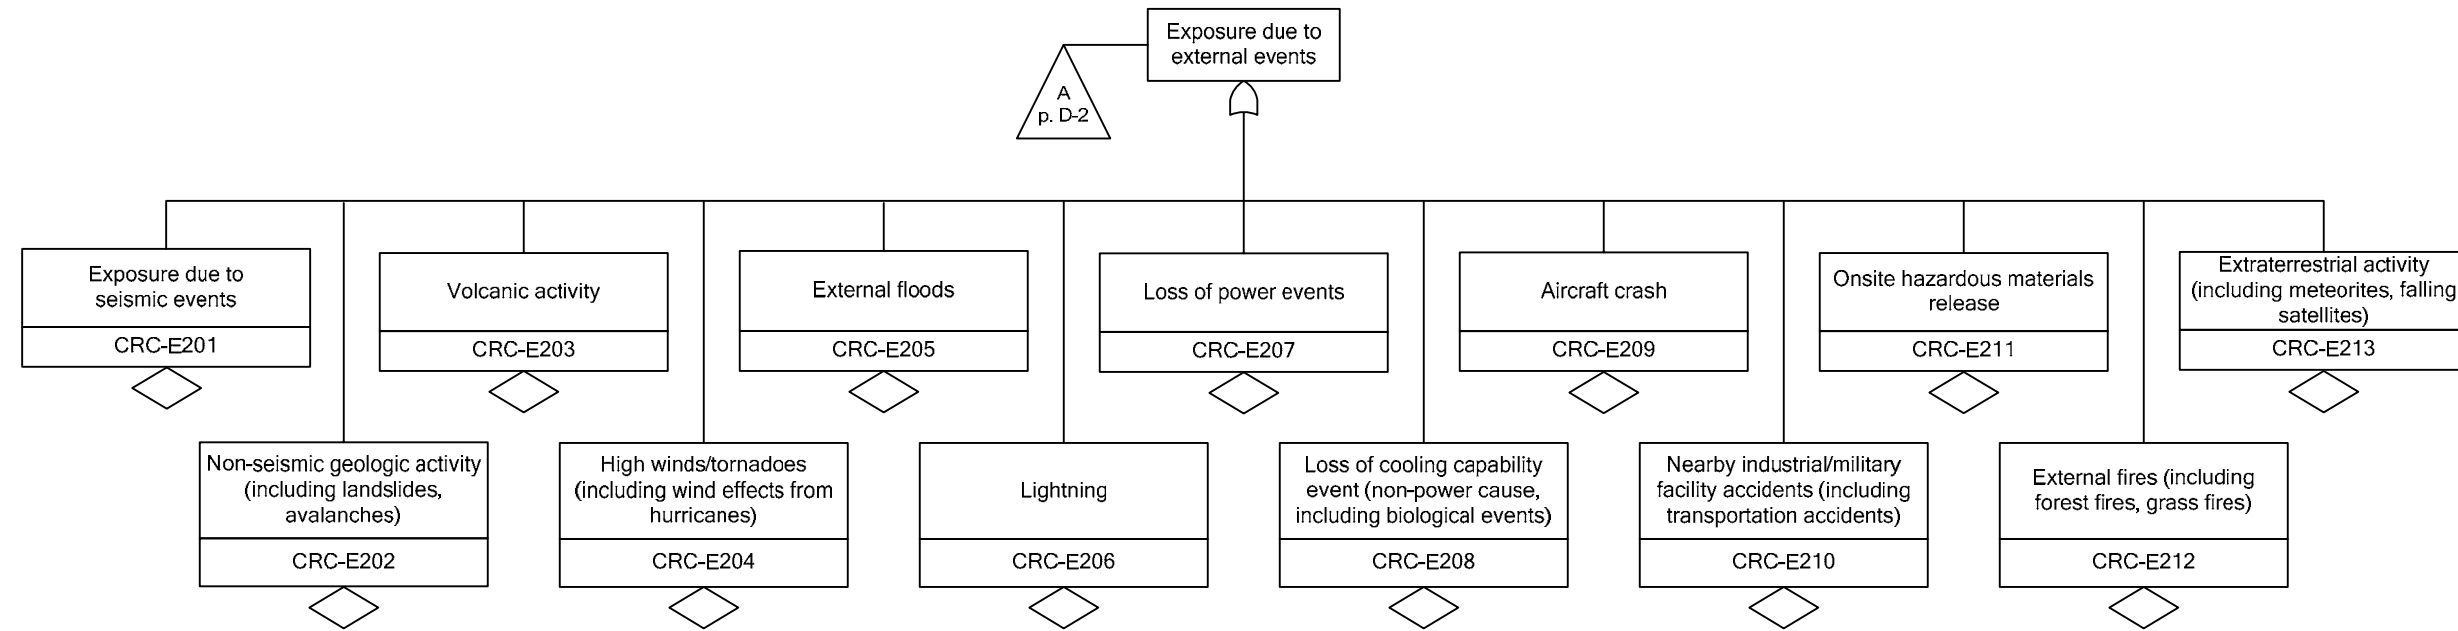 Exposure due to
external events
A
p. D-2
Exposure due to
seismic events
CRC-E201
Volcanic activity
CRC-E203
External floods
CRC-E205
Loss of power events
CRC-E207
Aircraft crash
CRC-E209
Onsite hazardous materials
release
CRC-E211
Extraterrestrial activity
(including meteorites, falling
satellites)
CRC-E213
Non-seismic geologic activity
(including landslides,
avalanches)
CRC-E202
High winds/tornadoes
(including wind effects from
hurricanes)
CRC-E204
Lightning
CRC-E206
Loss of cooling capability
event (non-power cause,
including biological events)
CRC-E208
Nearby industrial/military
facility accidents (including
transportation accidents)
CRC-E210
External fires (including
forest fires, grass fires)
CRC-E212